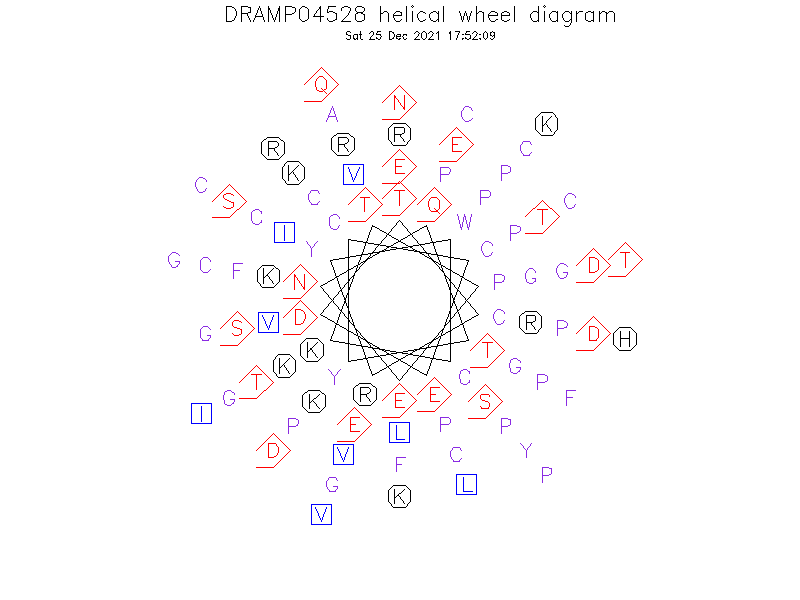 DRAMP04528 helical wheel diagram
Sat 25 Dec 2021 17:52:09
Q
N
A C
K
R
R R E C
K V E P P
C S C T T Q P C
C C W T
I P
Y C
G C F K N P G G D T
G S V D C R P D H
K T
K G
T Y C P
G K R E E S F
I
P E L P P
D V C Y
F
P
G L
K
V